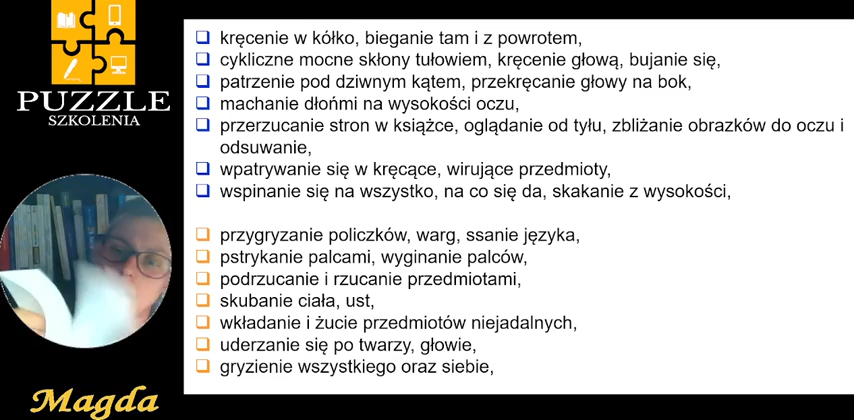 PUZZLE
SZKOLENIA
kręcenie w kółko, bieganie tam i z powrotem,
cykliczne mocne skłony tułowiem, kręcenie głową, bujanie się,
patrzenie pod dziwnym kątem, przekręcanie głowy na bok,
machanie dłońmi na wysokości oczu,
przerzucanie stron w książce, oglądanie od tyłu, zbliżanie obrazków do oczu i
odsuwanie,
wpatrywanie się w kręcące, wirujące przedmioty,
wspinanie się na wszystko, na co się da, skakanie z wysokości,
przygryzanie policzków, warg, ssanie języka,
pstrykanie palcami, wyginanie palców,
podrzucanie i rzucanie przedmiotami,
skubanie ciała, ust,
wkładanie i żucie przedmiotów niejadalnych,
uderzanie się po twarzy, głowie,
gryzienie wszystkiego oraz siebie,
Magda